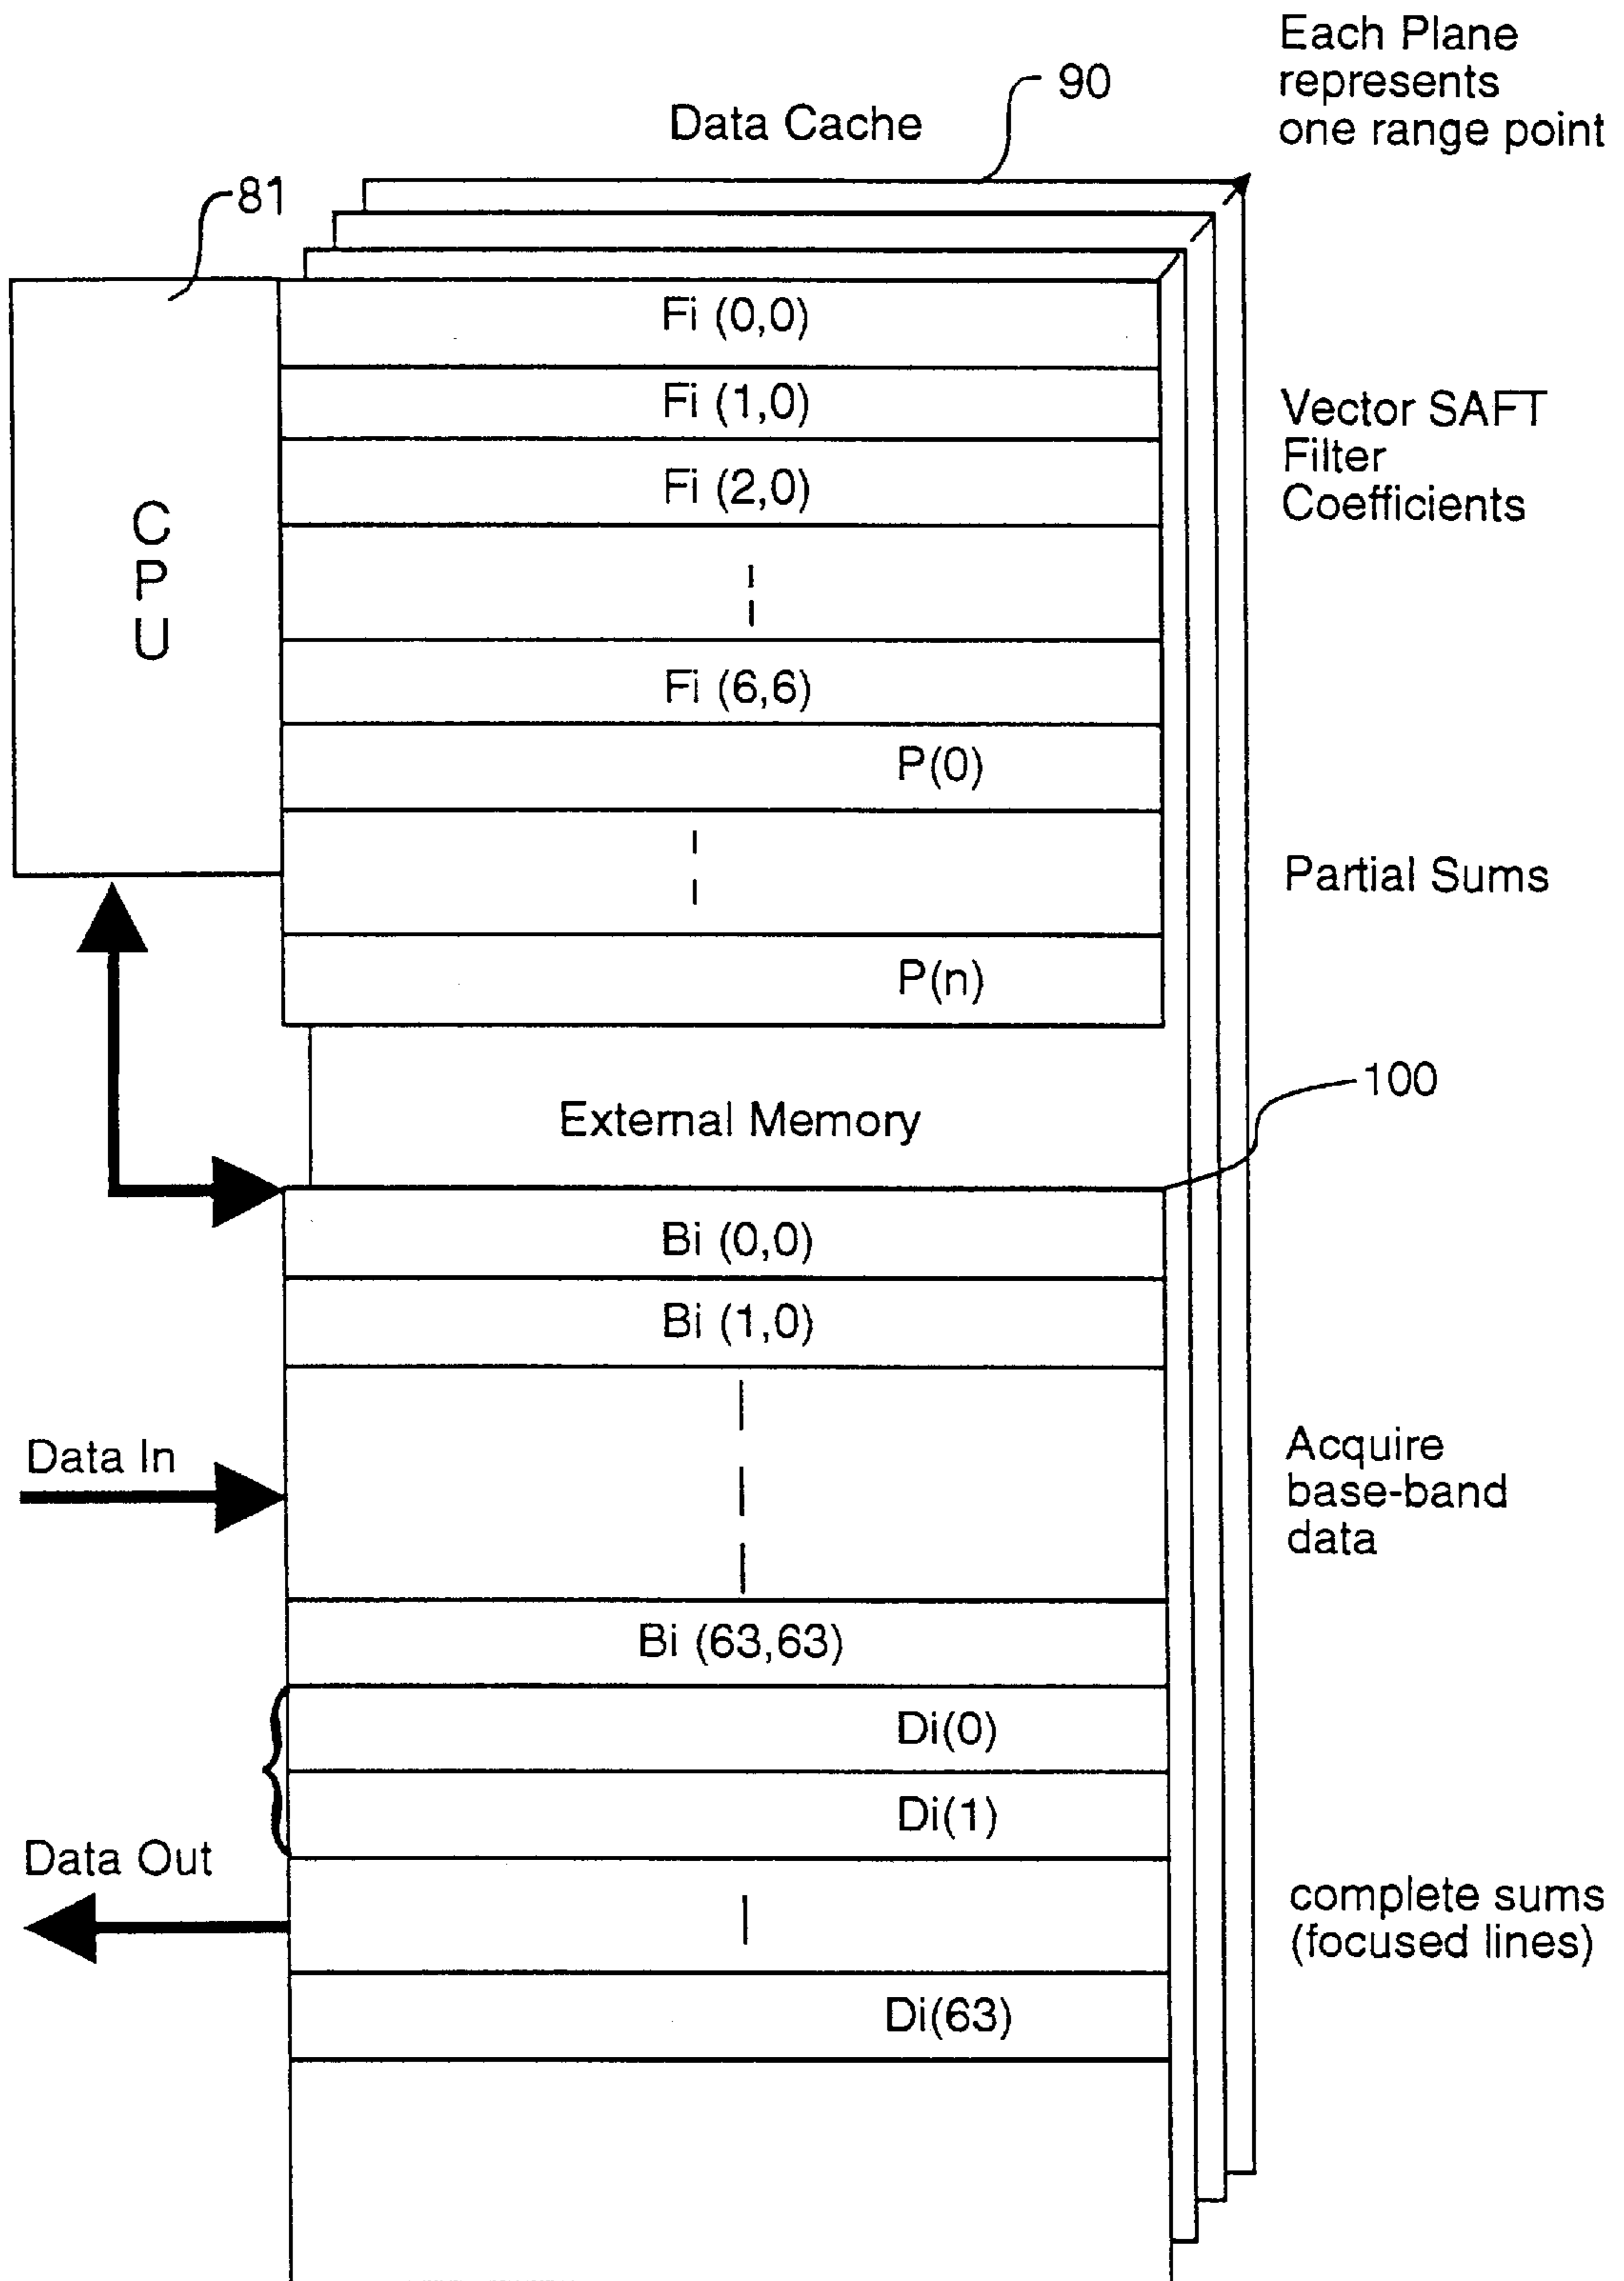 Each Plane
represents
one range point
90
Data Cache
81
Fi (0,0)
Fi (1,0)
Vector SAFT
Filter
Coefficients
Fi (2,0)
C
P
U
Fi (6,6)
P(0)
Partial Sums
P(n)
100
External Memory
Bi (0,0)
Bi (1,0)
Data In
Acquire
base-band
data
Bi (63,63)
Di(0)
Di(1)
Data Out
complete sums
(focused lines)
Di(63)